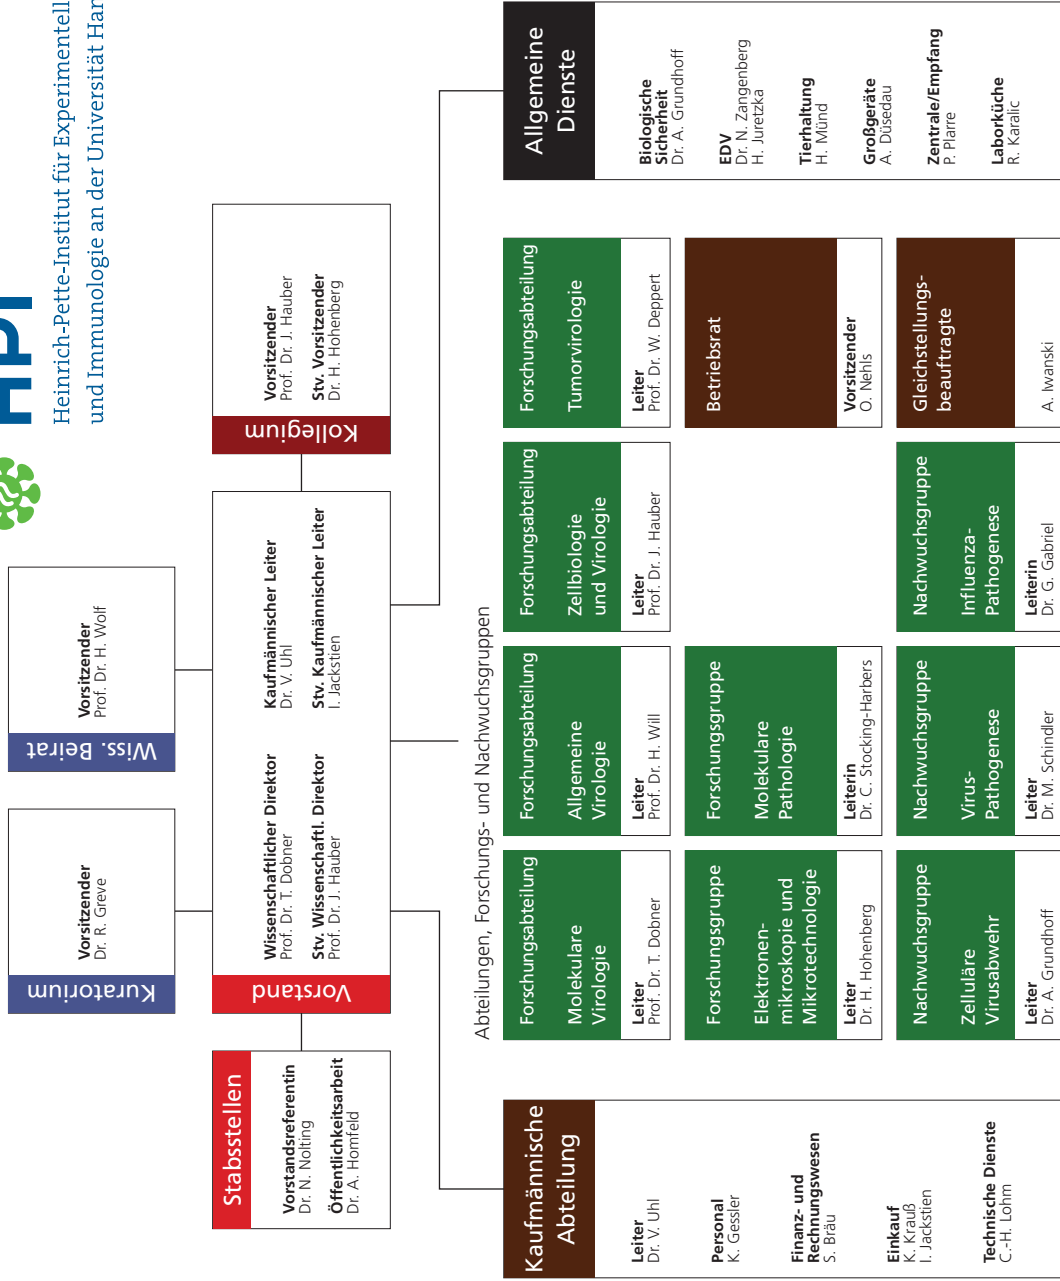 HPI
Heinrich-Pette-Institut für Experimentell
und Immunologie an der Universität Ha
Kuratorium
Vorsitzender
Dr. R. Greve
Wiss. Beirat
Vorsitzender
Prof. Dr. H. Wolf
Stabsstellen
Vorstandsreferentin
Dr. N. Nolting
Öffentlichkeitsarbeit
Dr. A. Homfeld
Vorstand
Wissenschaftlicher Direktor
Prof. Dr. T. Dobner
Stv. Wissenschaftl. Direktor
Prof. Dr. J. Hauber
Kaufmännischer Leiter
Dr. V. Uhl
Stv. Kaufmännischer Leiter
I. Jackstien
Kollegium
Vorsitzender
Prof. Dr. J. Hauber
Stv. Vorsitzender
Dr. H. Hohenberg
Abteilungen, Forschungs- und Nachwuchsgruppen
Kaufmännische
Abteilung
Leiter
Dr. V. Uhl
Personal
K. Gessler
Finanz- und
Rechnungswesen
S. Bräu
Einkauf
K. Krauß
I. Jackstien
Technische Dienste
C.-H. Lohm
Forschungsabteilung
Molekulare
Virologie
Leiter
Prof. Dr. T. Dobner
Forschungsabteilung
Allgemeine
Virologie
Leiter
Prof. Dr. H. Will
Forschungsabteilung
Zellbiologie
und Virologie
Leiter
Prof. Dr. J. Hauber
Forschungsabteilung
Tumorvirologie
Leiter
Prof. Dr. W. Deppert
Forschungsgruppe
Elektronen-
mikroskopie und
Mikrotechnologie
Leiter
Dr. H. Hohenberg
Forschungsgruppe
Molekulare
Pathologie
Leiterin
Dr. C. Stocking-Harbers
Betriebsrat
Vorsitzender
O. Nehls
Nachwuchsgruppe
Zelluläre
Virusabwehr
Leiter
Dr. A. Grundhoff
Nachwuchsgruppe
Virus-
Pathogenese
Leiter
Dr. M. Schindler
Nachwuchsgruppe
Influenza-
Pathogenese
Leiterin
Dr. G. Gabriel
Gleichstellungs-
beauftragte
A. Iwanski
Allgemeine
Dienste
Biologische
Sicherheit
Dr. A. Grundhoff
EDV
Dr. N. Zangenberg
H. Juretzka
Tierhaltung
H. Münd
Großgeräte
A. Düsedau
Zentrale/Empfang
P. Plarre
Laborküche
R. Karalic